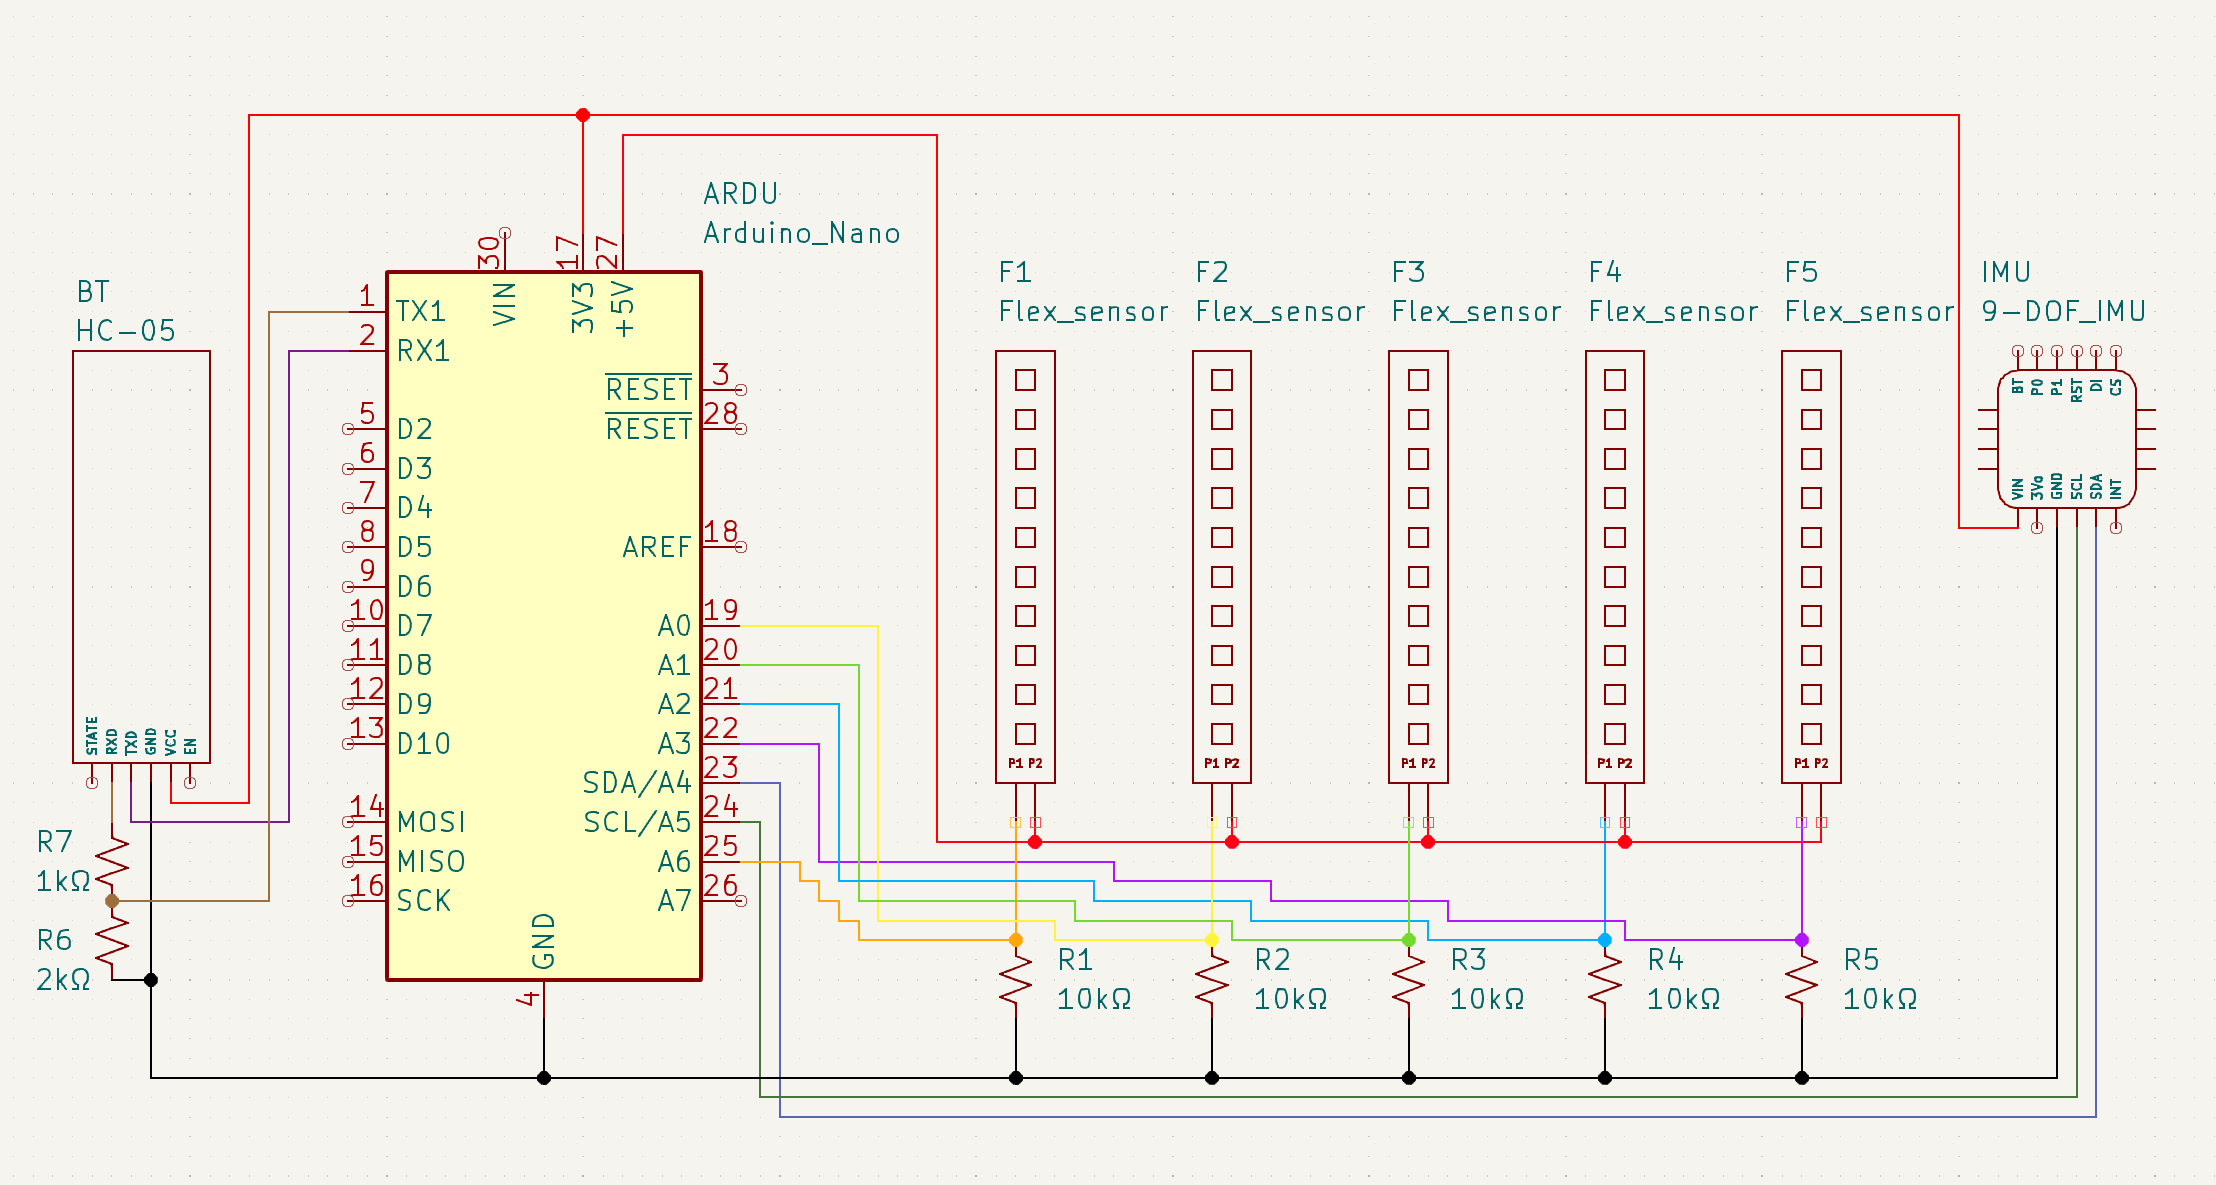 ARDU
Arduino_Nano
30
17
27
VIN
3V3
+5V
BT
HC-05
1
TX1
2
RX1
3
RESET
28
RESET
5
D2
6
D3
7
D4
8
D5
18
AREF
9
D6
10
D7
19
A0
11
D8
20
A1
12
D9
21
A2
13
D10
22
A3
23
SDA/A4
14
MOSI
24
SCL/A5
15
MISO
25
A6
16
SCK
26
A7
GND
4
STATE
RXD
TXD
GND
VCC
EN
R7
1kΩ
R6
2kΩ
F1
Flex_sensor
P1 P2
F2
Flex_sensor
P1 P2
F3
Flex_sensor
P1 P2
F4
Flex_sensor
P1 P2
F5
Flex_sensor
P1 P2
IMU
9-DOF_IMU
BT
P0
P1
RST
DI
CS
VIN
3Vo
GND
SCL
SDA
INT
R1
10kΩ
R2
10kΩ
R3
10kΩ
R4
10kΩ
R5
10kΩ